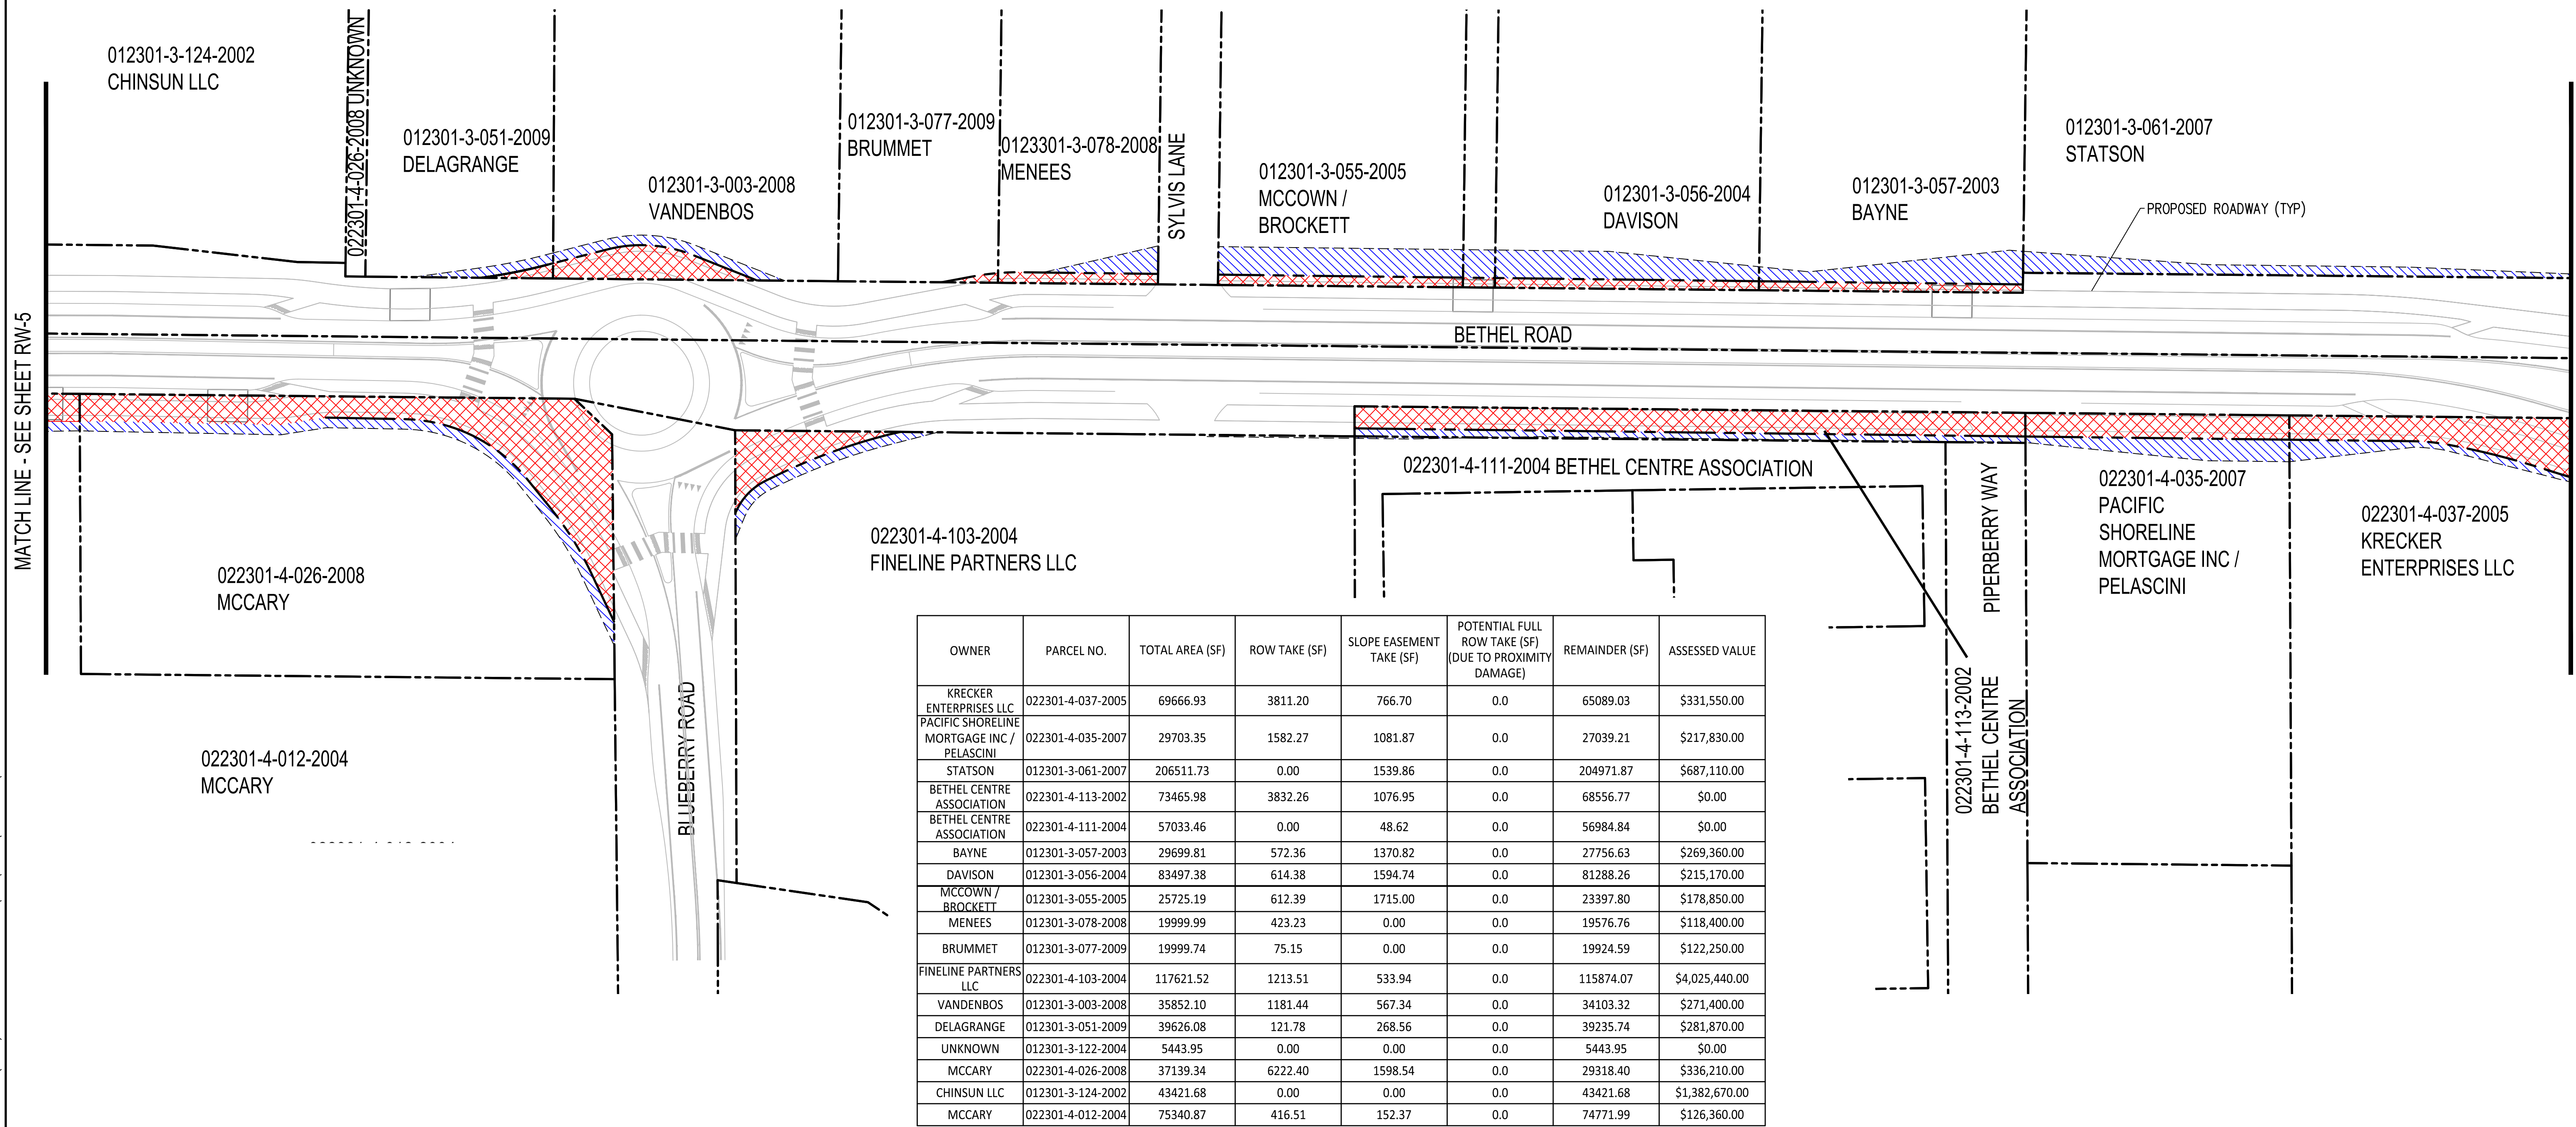 012301-3-124-2002
CHINSUN LLC
022301-4-026-2008 UNKNOWN
012301-3-051-2009
DELAGRANGE
012301-3-003-2008
VANDENBOS
012301-3-077-2009
BRUMMET
0123301-3-078-2008
MENEES
SYLVIS LANE
012301-3-055-2005
MCCOWN /
BROCKETT
012301-3-056-2004
DAVISON
012301-3-057-2003
BAYNE
012301-3-061-2007
STATSON
PROPOSED ROADWAY (TYP)
MATCH LINE - SEE SHEET RW-5
BETHEL ROAD
022301-4-026-2008
MCCARY
022301-4-012-2004
MCCARY
BLUEBERRY ROAD
022301-4-103-2004
FINELINE PARTNERS LLC
022301-4-111-2004 BETHEL CENTRE ASSOCIATION
PIPERBERRY WAY
022301-4-113-2002
BETHEL CENTRE
ASSOCIATION
022301-4-035-2007
PACIFIC
SHORELINE
MORTGAGE INC /
PELASCINI
022301-4-037-2005
KRECKER
ENTERPRISES LLC
OWNER PARCEL NO. TOTAL AREA (SF) ROW TAKE (SF) SLOPE EASEMENT TAKE (SF) POTENTIAL FULL ROW TAKE (SF) (DUE TO PROXIMITY DAMAGE) REMAINDER (SF) ASSESSED VALUE
KRECKER ENTERPRISES LLC 022301-4-037-2005 69666.93 3811.20 766.70 0.0 65089.03 $331,550.00
PACIFIC SHORELINE MORTGAGE INC / PELASCINI 022301-4-035-2007 29703.35 1582.27 1081.87 0.0 27039.21 $217,830.00
STATSON 012301-3-061-2007 206511.73 0.00 1539.86 0.0 204971.87 $687,110.00
BETHEL CENTRE ASSOCIATION 022301-4-113-2002 73465.98 3832.26 1076.95 0.0 68556.77 $0.00
BETHEL CENTRE ASSOCIATION 022301-4-111-2004 57033.46 0.00 48.62 0.0 56984.84 $0.00
BAYNE 012301-3-057-2003 29699.81 572.36 1370.82 0.0 27756.63 $269,360.00
DAVISON 012301-3-056-2004 83497.38 614.38 1594.74 0.0 81288.26 $215,170.00
MCCOWN / BROCKETT 012301-3-055-2005 25725.19 612.39 1715.00 0.0 23397.80 $178,850.00
MENEES 012301-3-078-2008 19999.99 423.23 0.00 0.0 19576.76 $118,400.00
BRUMMET 012301-3-077-2009 19999.74 75.15 0.00 0.0 19924.59 $122,250.00
FINELINE PARTNERS LLC 022301-4-103-2004 117621.52 1213.51 533.94 0.0 115874.07 $4,025,440.00
VANDENBOS 012301-3-003-2008 35852.10 1181.44 567.34 0.0 34103.32 $271,400.00
DELAGRANGE 012301-3-051-2009 39626.08 121.78 268.56 0.0 39235.74 $281,870.00
UNKNOWN 012301-3-122-2004 5443.95 0.00 0.00 0.0 5443.95 $0.00
MCCARY 022301-4-026-2008 37139.34 6222.40 1598.54 0.0 29318.40 $336,210.00
CHINSUN LLC 012301-3-124-2002 43421.68 0.00 0.00 0.0 43421.68 $1,382,670.00
MCCARY 022301-4-012-2004 75340.87 416.51 152.37 0.0 74771.99 $126,360.00